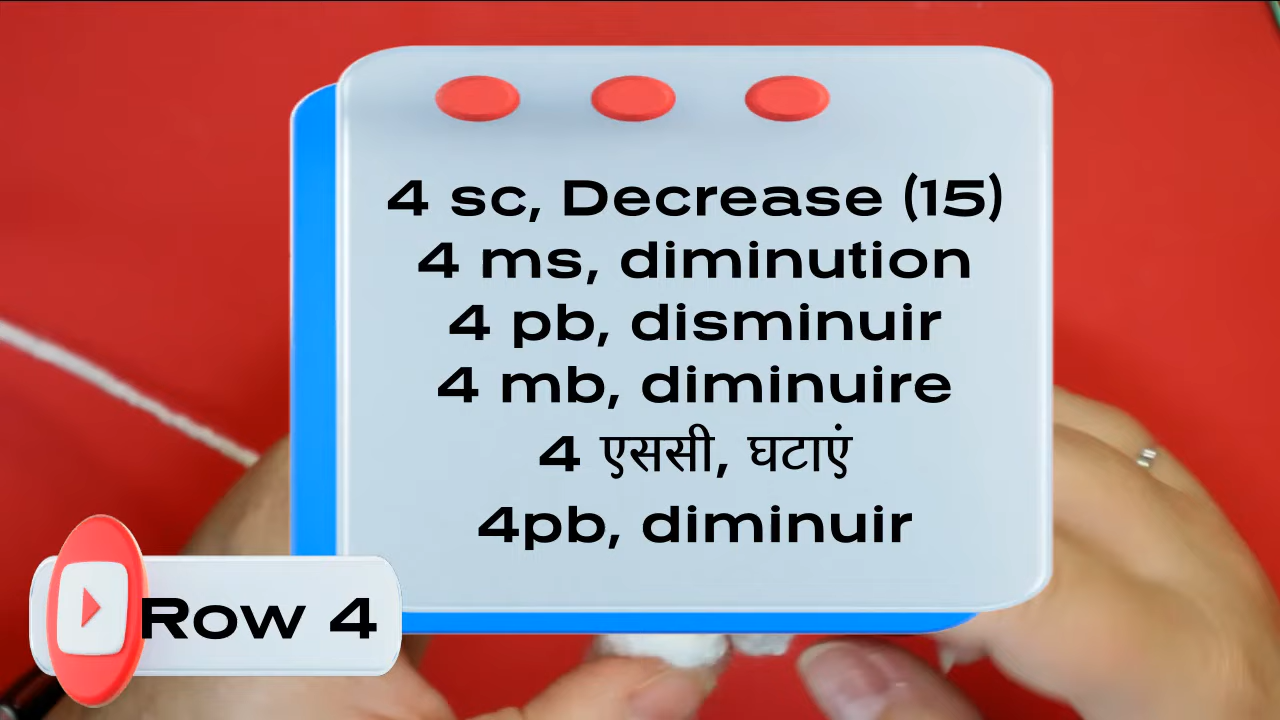 4 sc, Decrease (15)
4 ms, diminution
4 pb, disminuir
4 mb, diminuire
4 एससी, घटाएं
4pb, diminuir
Row 4